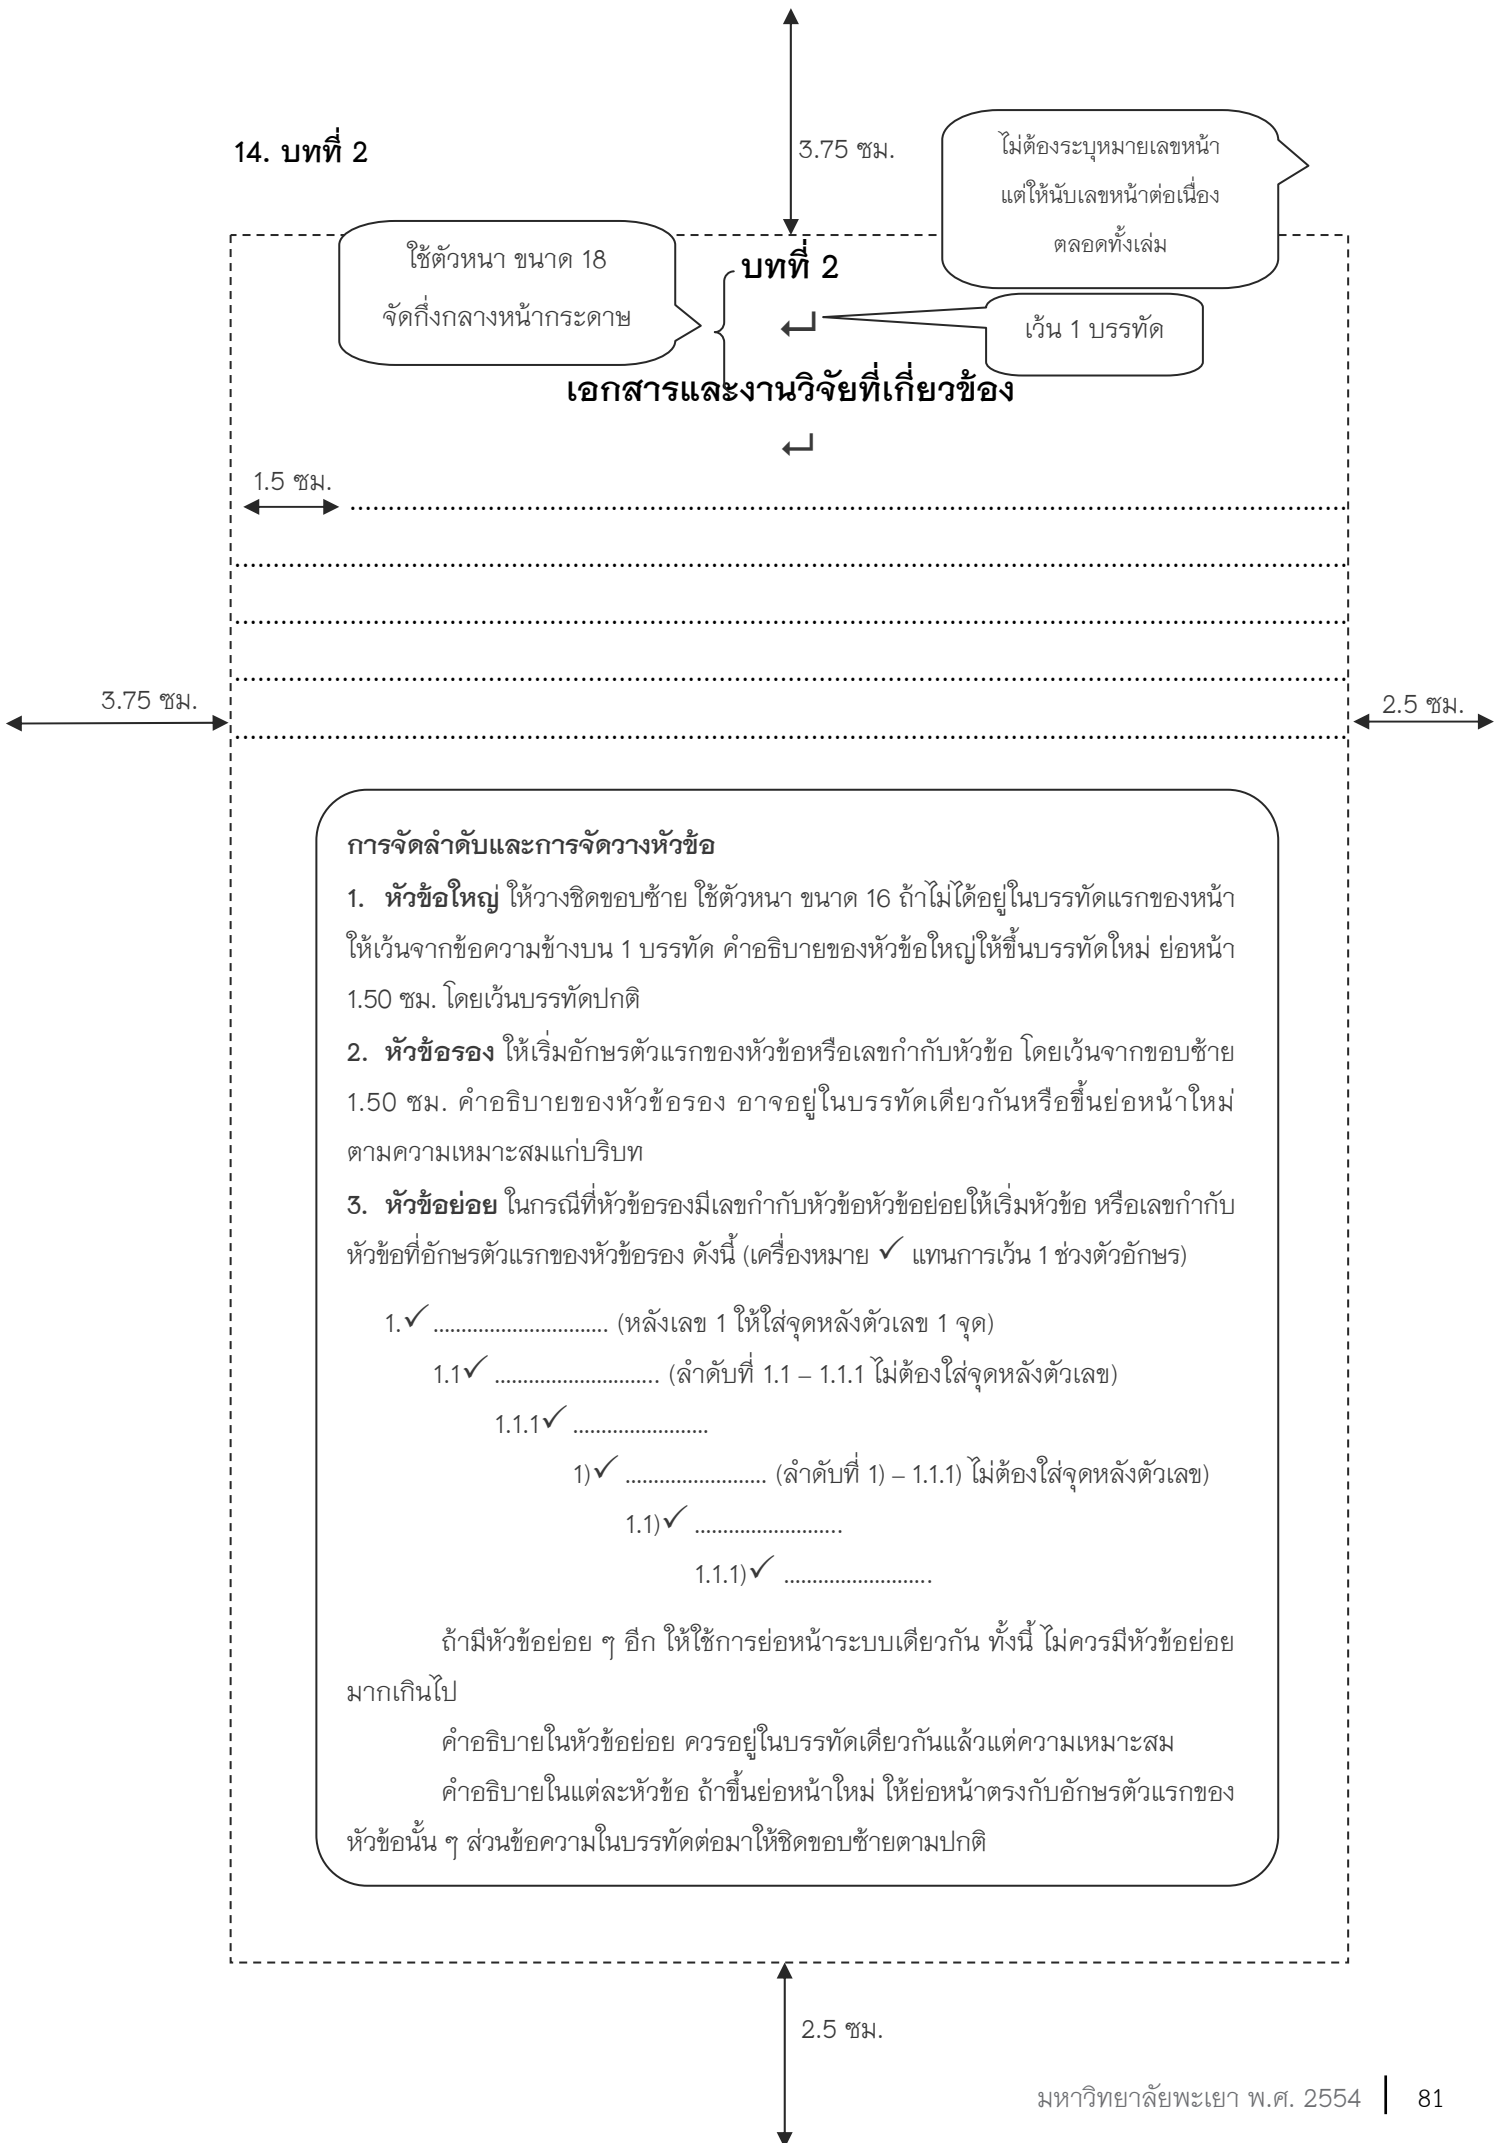 14. บทที่ 2
3.75 ซม.
ไม่ต้องระบุหมายเลขหน้า
แต่ให้นับเลขหน้าต่อเนื่อง
ตลอดทั้งเล่ม
ใช้ตัวหนา ขนาด 18
จัดกึ่งกลางหน้ากระดาษ
บทที่ 2
เว้น 1 บรรทัด
เอกสารและงานวิจัยที่เกี่ยวข้อง
1.5 ซม.
3.75 ซม.
2.5 ซม.
การจัดลำดับและการจัดวางหัวข้อ
1. หัวข้อใหญ่ ให้วางชิดขอบซ้าย ใช้ตัวหนา ขนาด 16 ถ้าไม่ได้อยู่ในบรรทัดแรกของหน้า
ให้เว้นจากข้อความข้างบน 1 บรรทัด คำอธิบายของหัวข้อใหญ่ให้ขึ้นบรรทัดใหม่ ย่อหน้า
1.50 ซม. โดยเว้นบรรทัดปกติ
2. หัวข้อรอง ให้เริ่มอักษรตัวแรกของหัวข้อหรือเลขกำกับหัวข้อ โดยเว้นจากขอบซ้าย
1.50 ซม. คำอธิบายของหัวข้อรอง อาจอยู่ในบรรทัดเดียวกันหรือขึ้นย่อหน้าใหม่
ตามความเหมาะสมแก่บริบท
3. หัวข้อย่อย ในกรณีที่หัวข้อรองมีเลขกำกับหัวข้อหัวข้อย่อยให้เริ่มหัวข้อ หรือเลขกำกับ
หัวข้อที่อักษรตัวแรกของหัวข้อรอง ดังนี้ (เครื่องหมาย ✓ แทนการเว้น 1 ช่วงตัวอักษร)
1.✓ ............................... (หลังเลข 1 ให้ใส่จุดหลังตัวเลข 1 จุด)
1.1✓ ............................. (ลำดับที่ 1.1 – 1.1.1 ไม่ต้องใส่จุดหลังตัวเลข)
1.1.1✓ ........................
1)✓ ......................... (ลำดับที่ 1) – 1.1.1) ไม่ต้องใส่จุดหลังตัวเลข)
1.1)✓ ..........................
1.1.1)✓ ..........................
ถ้ามีหัวข้อย่อย ๆ อีก ให้ใช้การย่อหน้าระบบเดียวกัน ทั้งนี้ ไม่ควรมีหัวข้อย่อย
มากเกินไป
คำอธิบายในหัวข้อย่อย ควรอยู่ในบรรทัดเดียวกันแล้วแต่ความเหมาะสม
คำอธิบายในแต่ละหัวข้อ ถ้าขึ้นย่อหน้าใหม่ ให้ย่อหน้าตรงกับอักษรตัวแรกของ
หัวข้อนั้น ๆ ส่วนข้อความในบรรทัดต่อมาให้ชิดขอบซ้ายตามปกติ
2.5 ซม.
มหาวิทยาลัยพะเยา พ.ศ. 2554 | 81